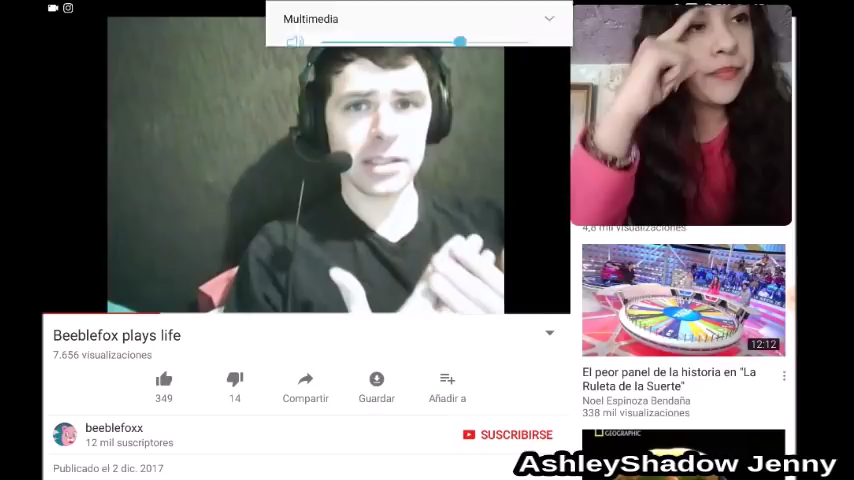 Multimedia
Beeblefox plays life
7.656 visualizaciones
349
14
Compartir
Guardar
Añadir a
beeblefoxx
12 mil suscriptores
SUSCRIBIRSE
Publicado el 2 dic. 2017
4,8 mil visualizaciones
12:12
El peor panel de la historia en "La
Ruleta de la Suerte"
Noel Espinoza Bendaña
338 mil visualizaciones
GEOGRAPHIC
AshleyShadow Jenny